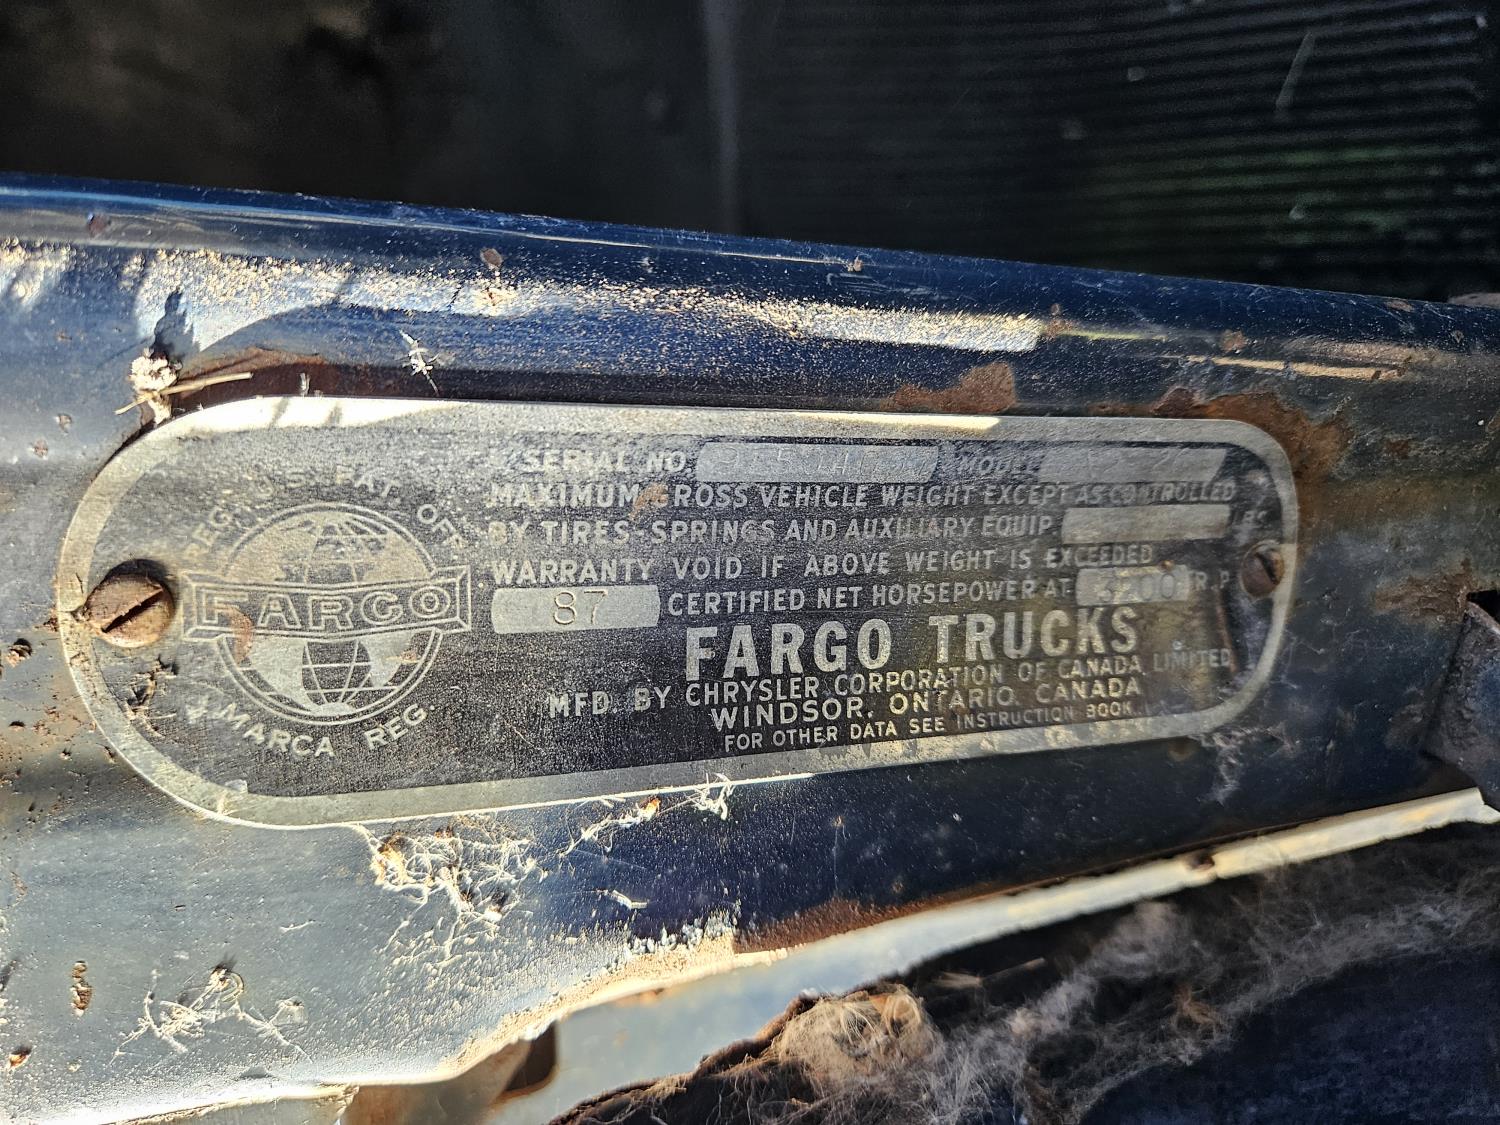 REG. U.S. PAT. OFF.
FARGO
MARCA REG.
SERIAL NO. MODEL
MAXIMUM GROSS VEHICLE WEIGHT EXCEPT AS CONTROLLED
BY TIRES-SPRINGS AND AUXILIARY EQUIP
WARRANTY VOID IF ABOVE WEIGHT IS EXCEEDED
87 CERTIFIED NET HORSEPOWER AT
FARGO TRUCKS
MFD. BY CHRYSLER CORPORATION OF CANADA, LIMITED
WINDSOR, ONTARIO, CANADA
FOR OTHER DATA SEE INSTRUCTION BOOK